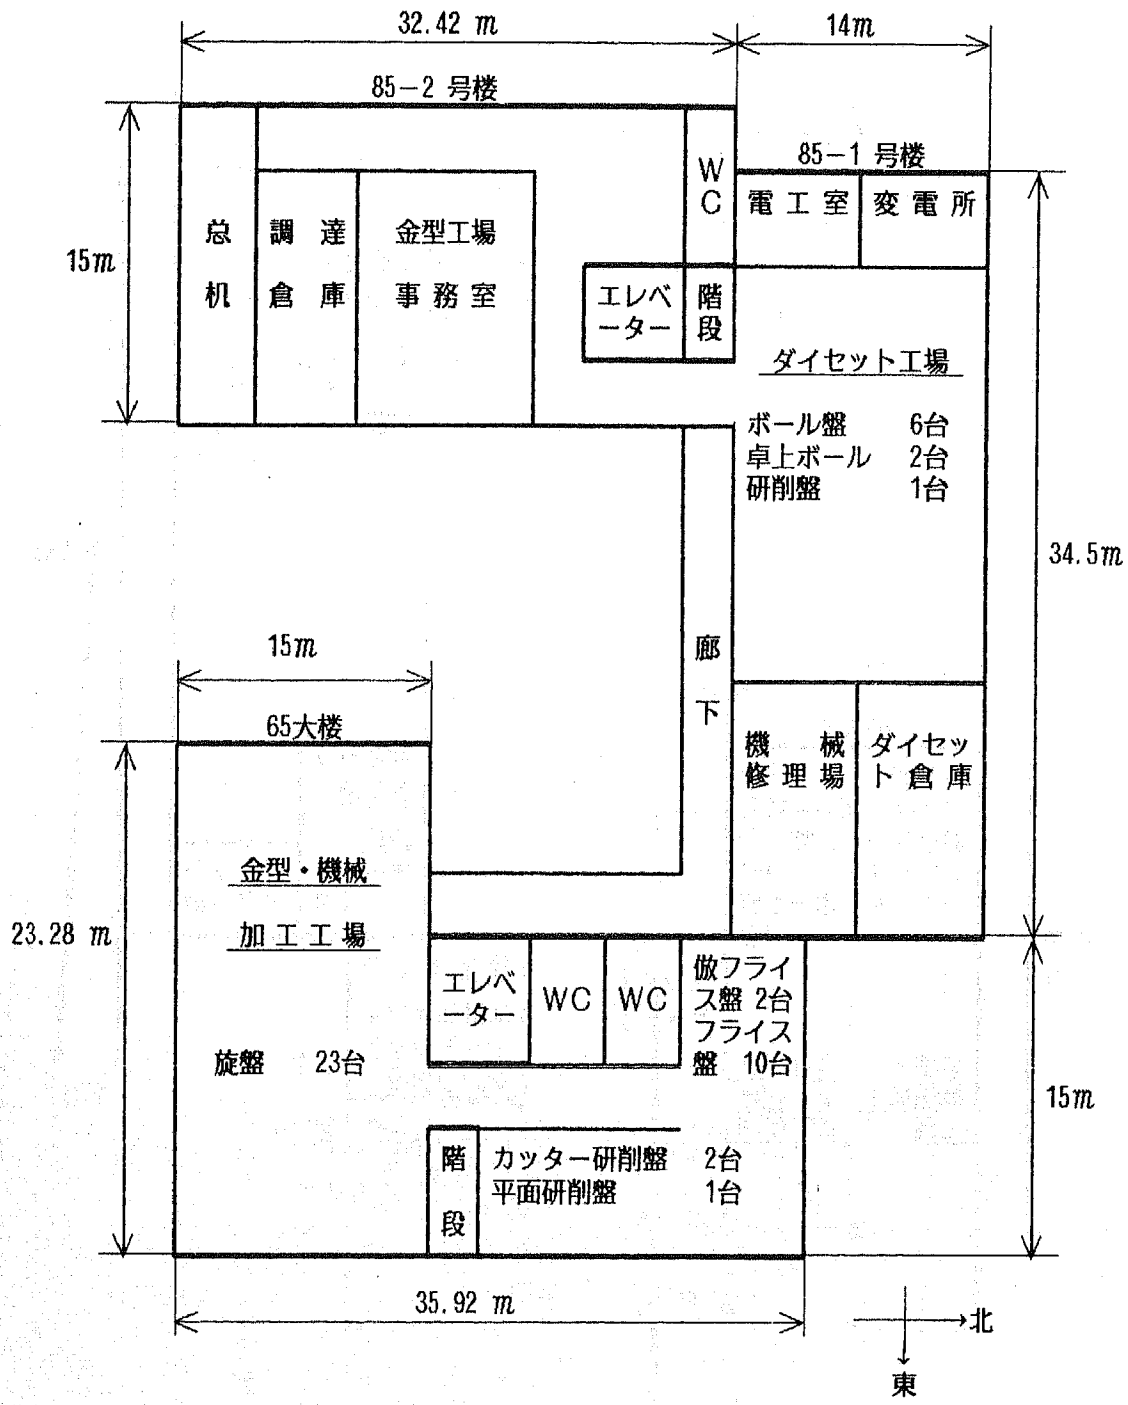 32.42 m
14m
85-2 号楼
85-1 号楼
WC
電工室
変電所
总机
調達
倉庫
金型工場
事務室
15m
エレベ
ーター
階段
ダイセット工場
ボール盤 6台
卓上ボール 2台
研削盤 1台
34.5m
廊下
15m
65大楼
機械
修理場
ダイセッ
ト倉庫
金型・機械
加工工場
23.28 m
エレベ
ーター
WC
WC
倣フライ
ス盤 2台
フライス
盤 10台
旋盤 23台
15m
階段
カッター研削盤 2台
平面研削盤 1台
35.92 m
北
東